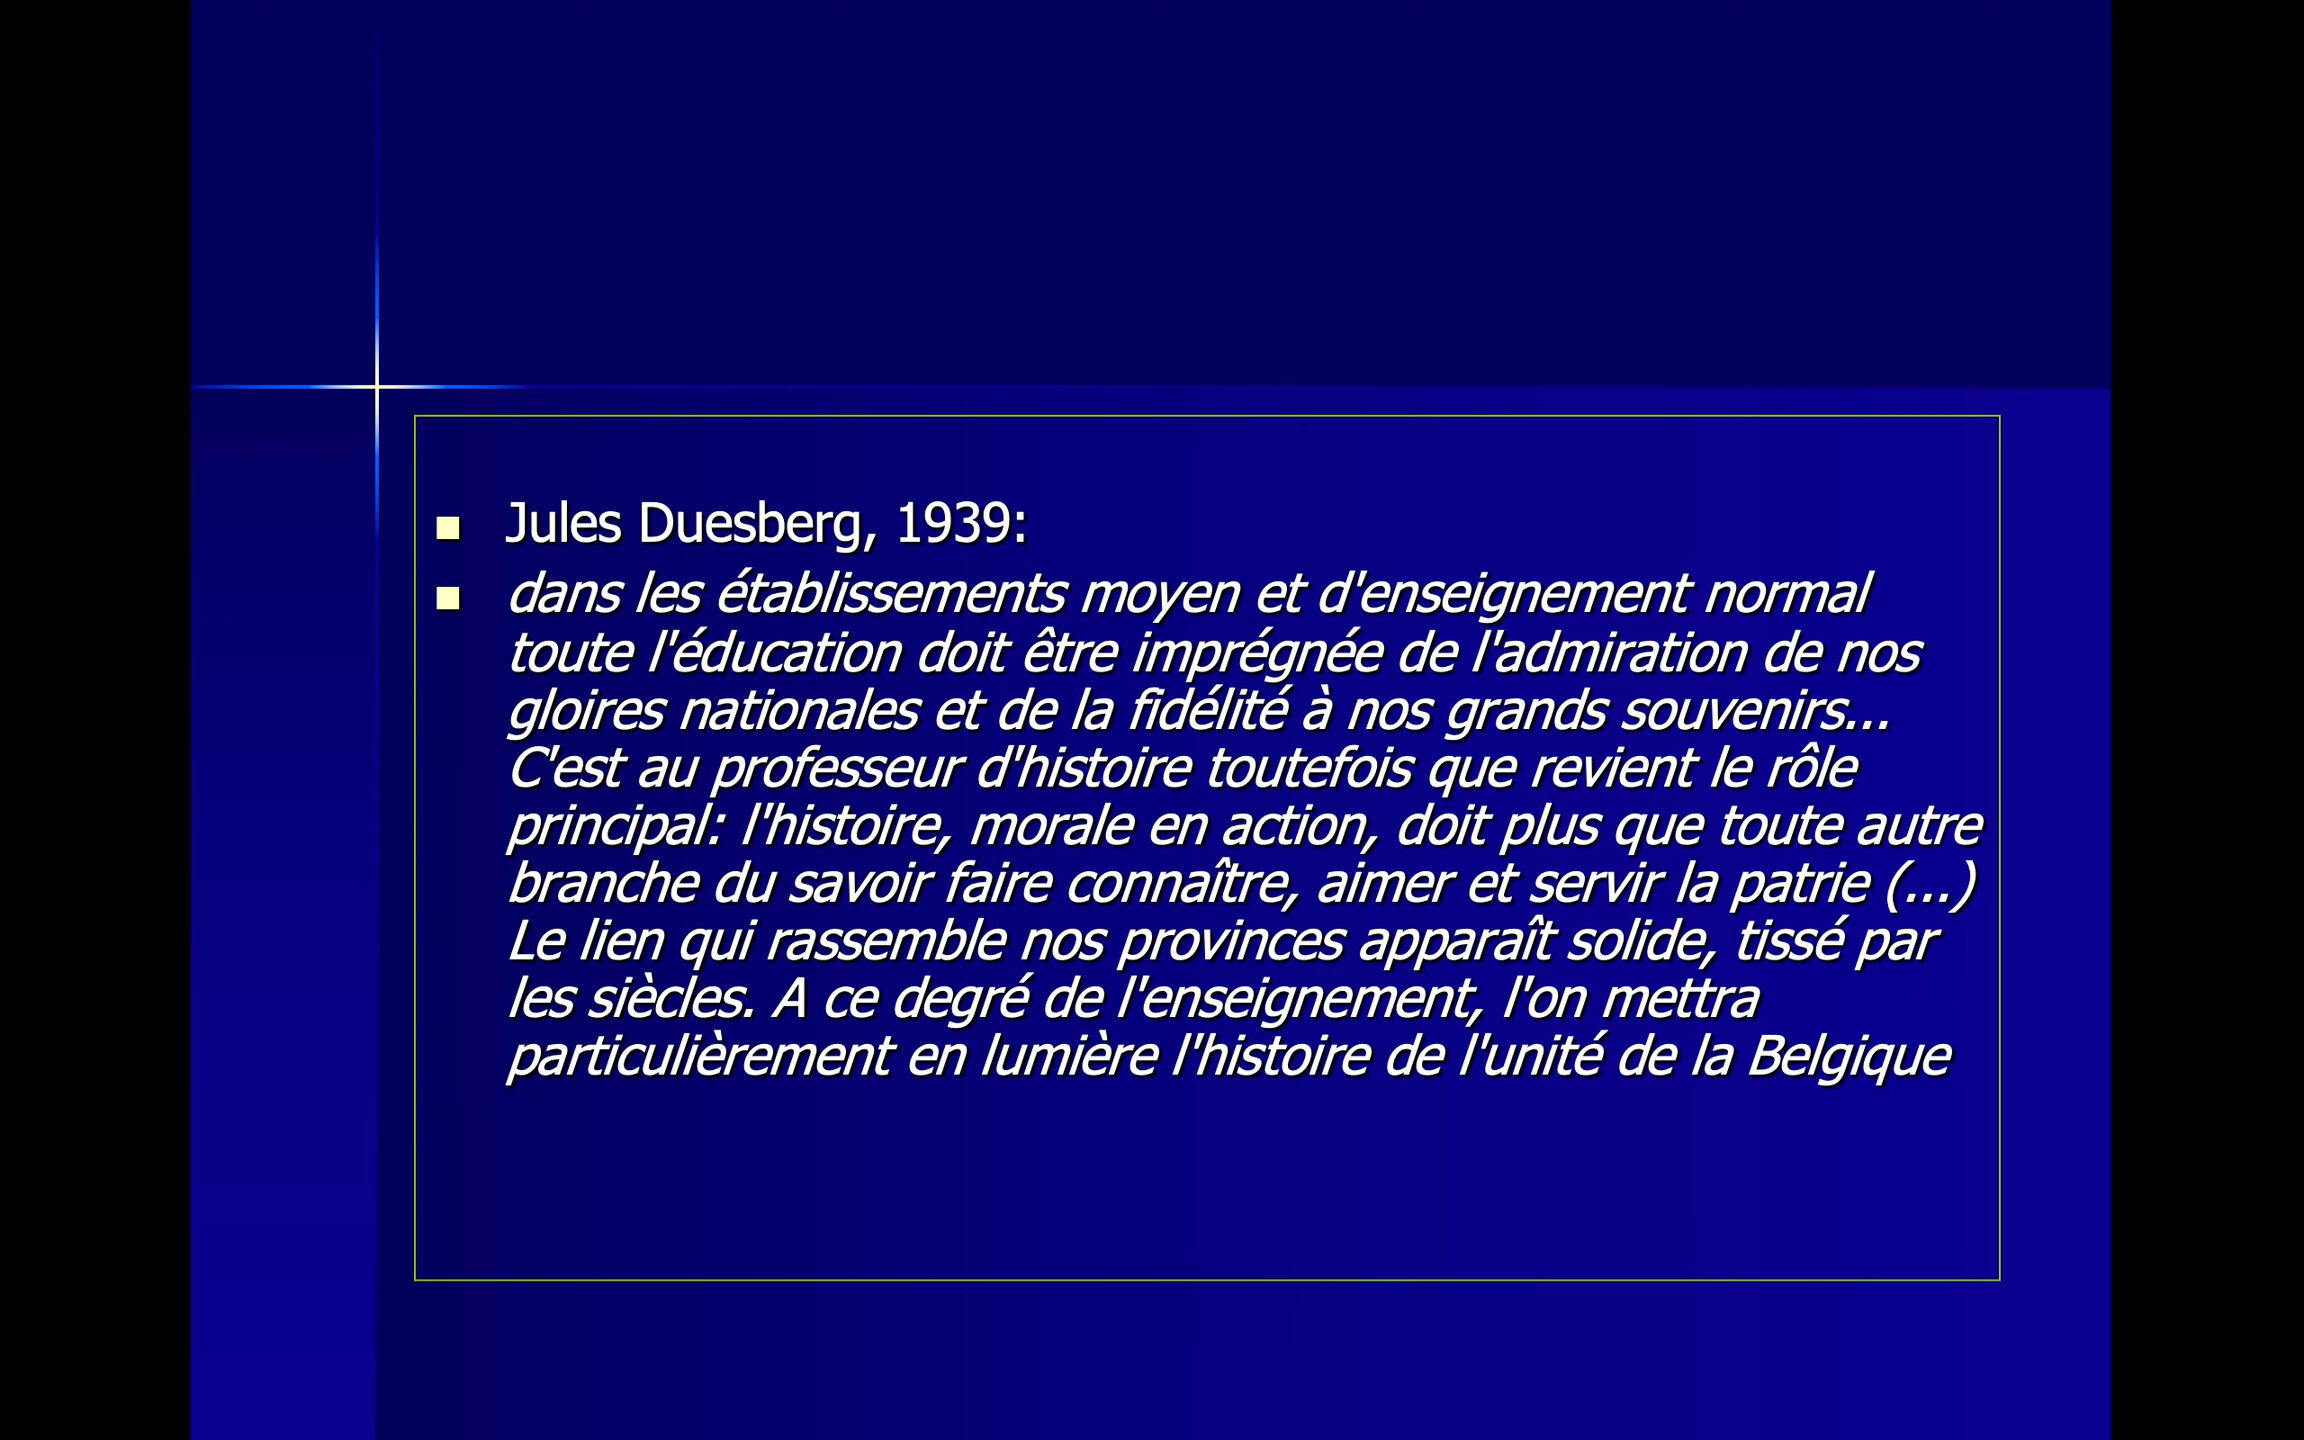 Jules Duesberg, 1939:
dans les établissements moyen et d'enseignement normal
toute l'éducation doit être imprégnée de l'admiration de nos
gloires nationales et de la fidélité à nos grands souvenirs...
C'est au professeur d'histoire toutefois que revient le rôle
principal: l'histoire, morale en action, doit plus que toute autre
branche du savoir faire connaître, aimer et servir la patrie (...)
Le lien qui rassemble nos provinces apparaît solide, tissé par
les siècles. A ce degré de l'enseignement, l'on mettra
particulièrement en lumière l'histoire de l'unité de la Belgique